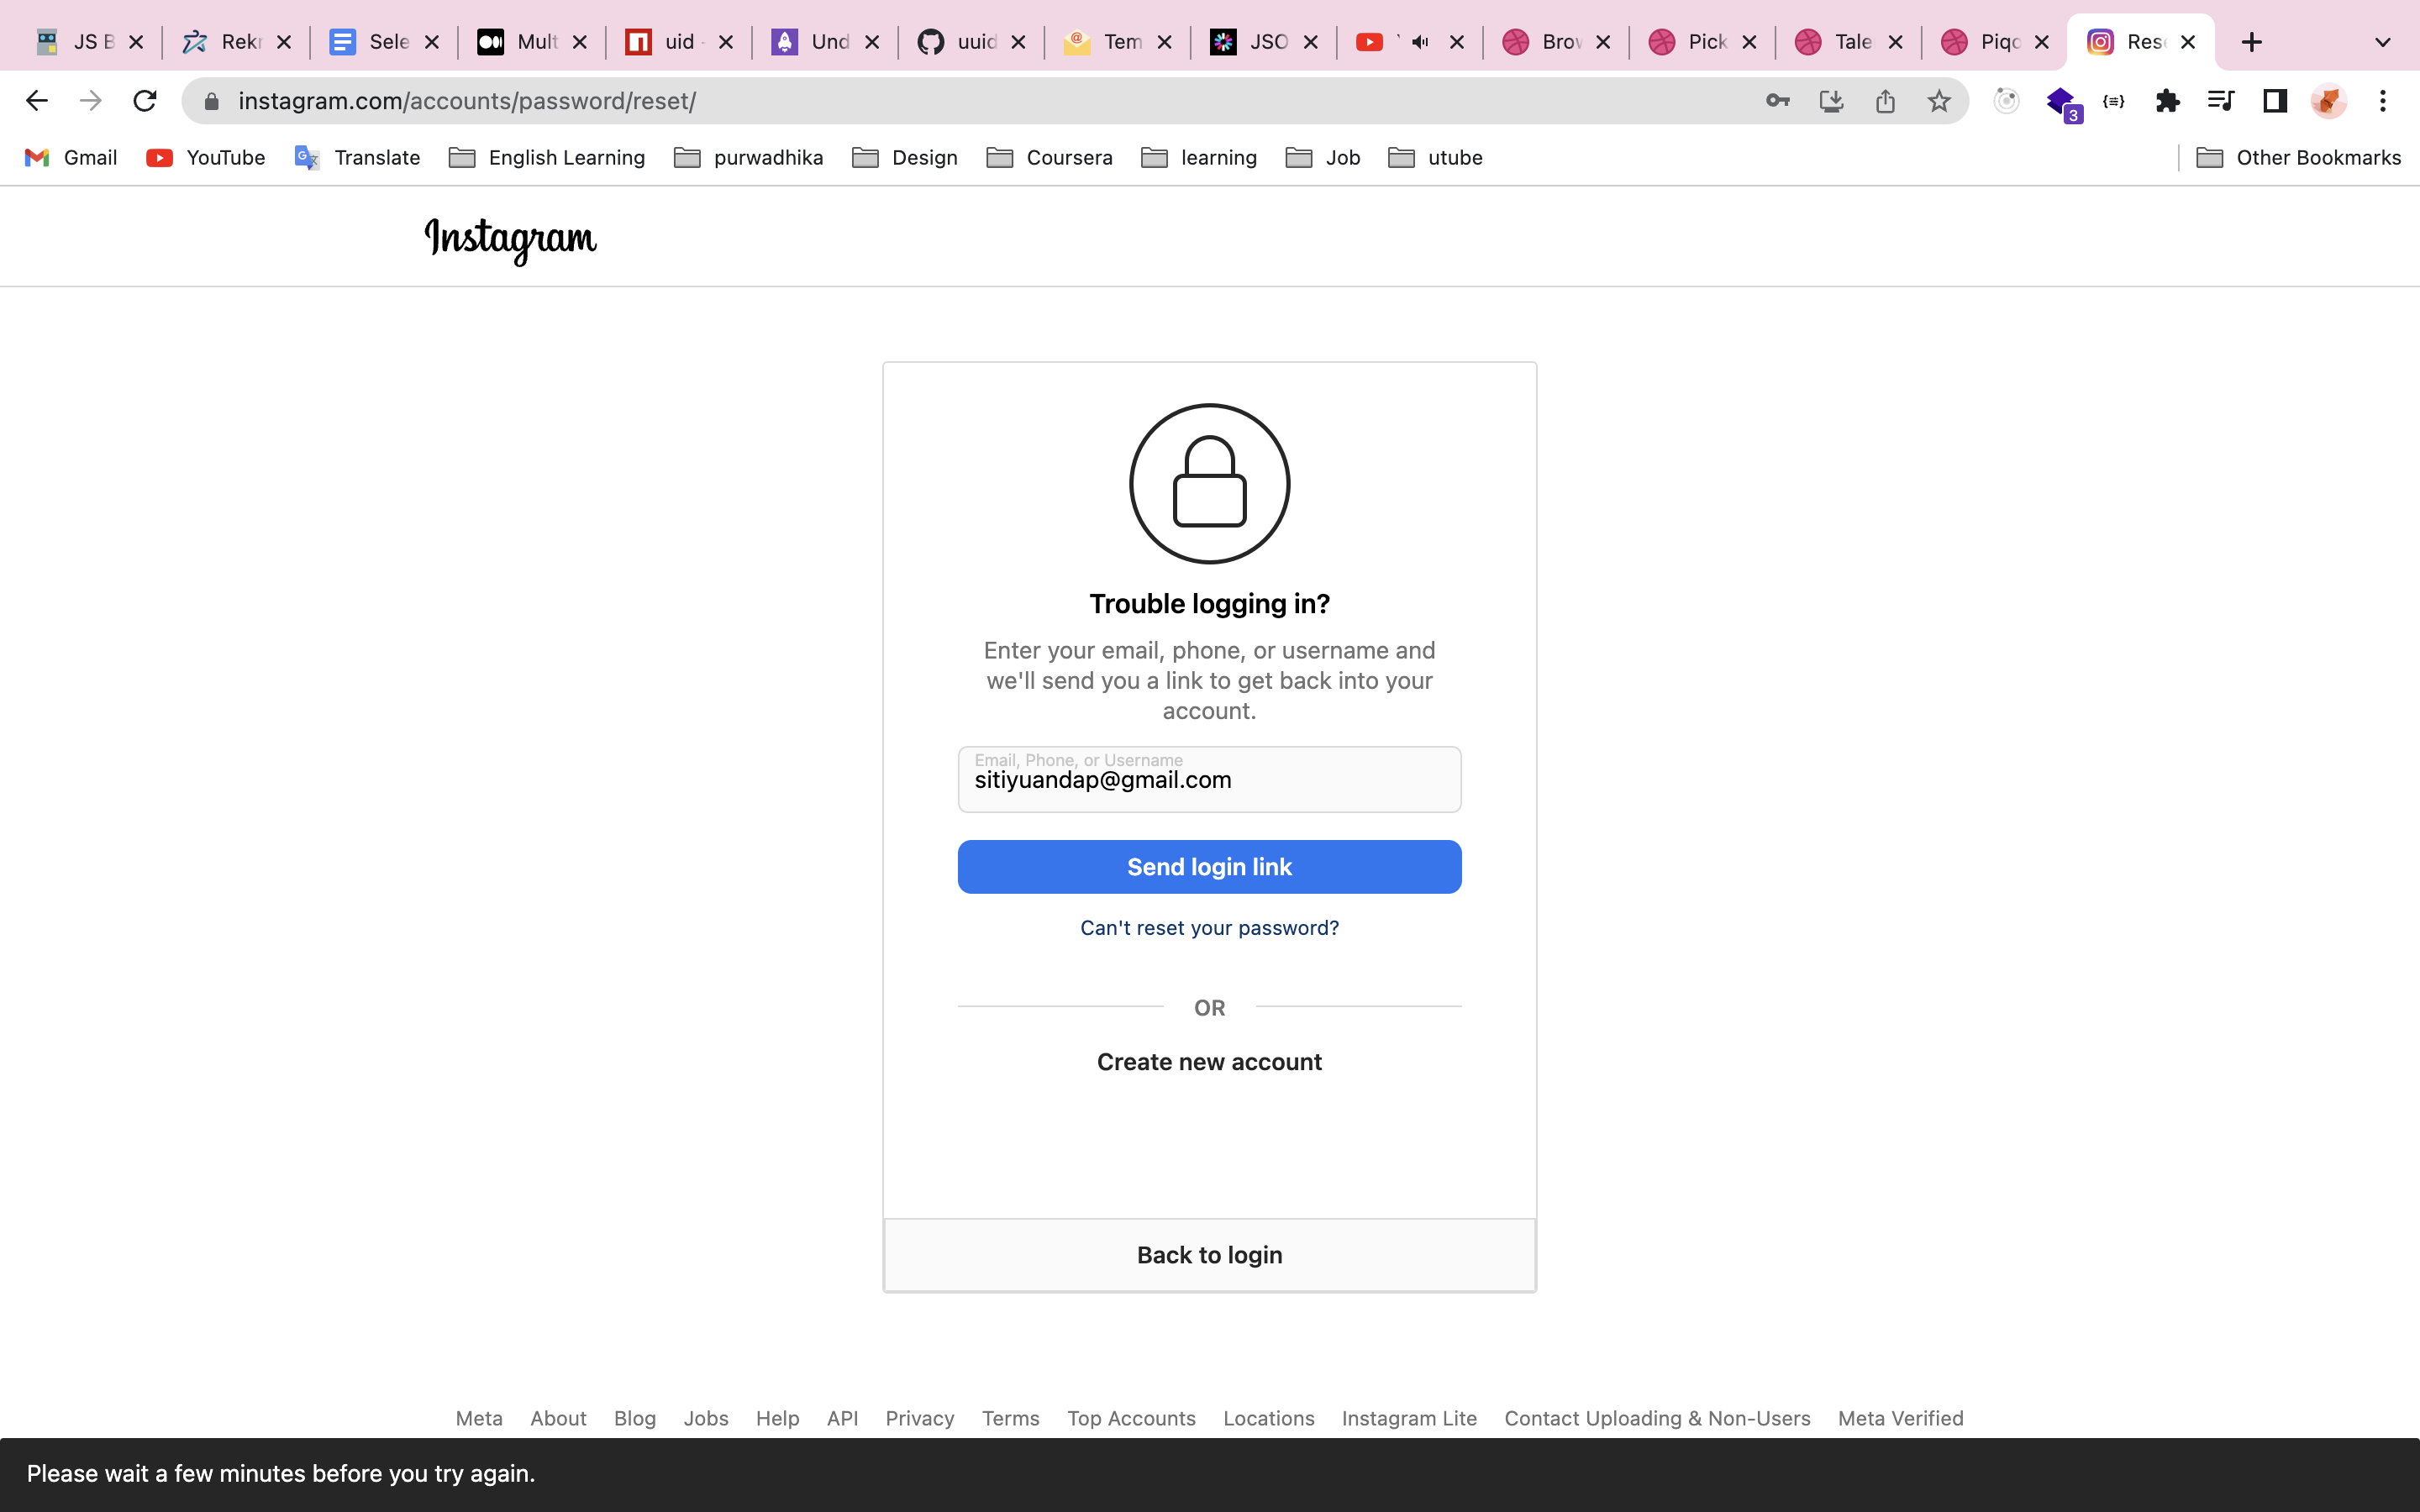 JS B
Rekr
Sele
Mult
uid -
Und
uuid
Tem
JSO
Brow
Pick
Tale
Piqo
Rese
instagram.com/accounts/password/reset/
3
Gmail
YouTube
Translate
English Learning
purwadhika
Design
Coursera
learning
Job
utube
Other Bookmarks
Instagram
Trouble logging in?
Enter your email, phone, or username and
we'll send you a link to get back into your
account.
Email, Phone, or Username
sitiyuandap@gmail.com
Send login link
Can't reset your password?
OR
Create new account
Back to login
Meta About Blog Jobs Help API Privacy Terms Top Accounts Locations Instagram Lite Contact Uploading & Non-Users Meta Verified
Please wait a few minutes before you try again.